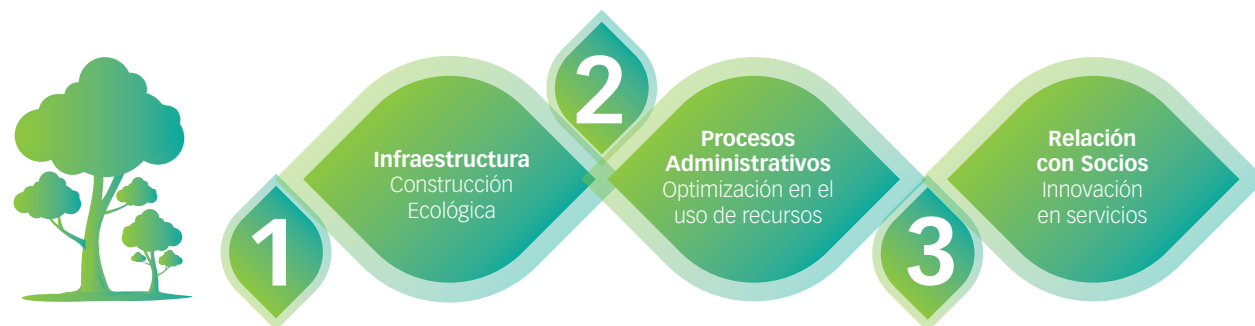 1
Infraestructura
Construcción
Ecológica
2
Procesos
Administrativos
Optimización en el
uso de recursos
3
Relación
con Socios
Innovación
en servicios